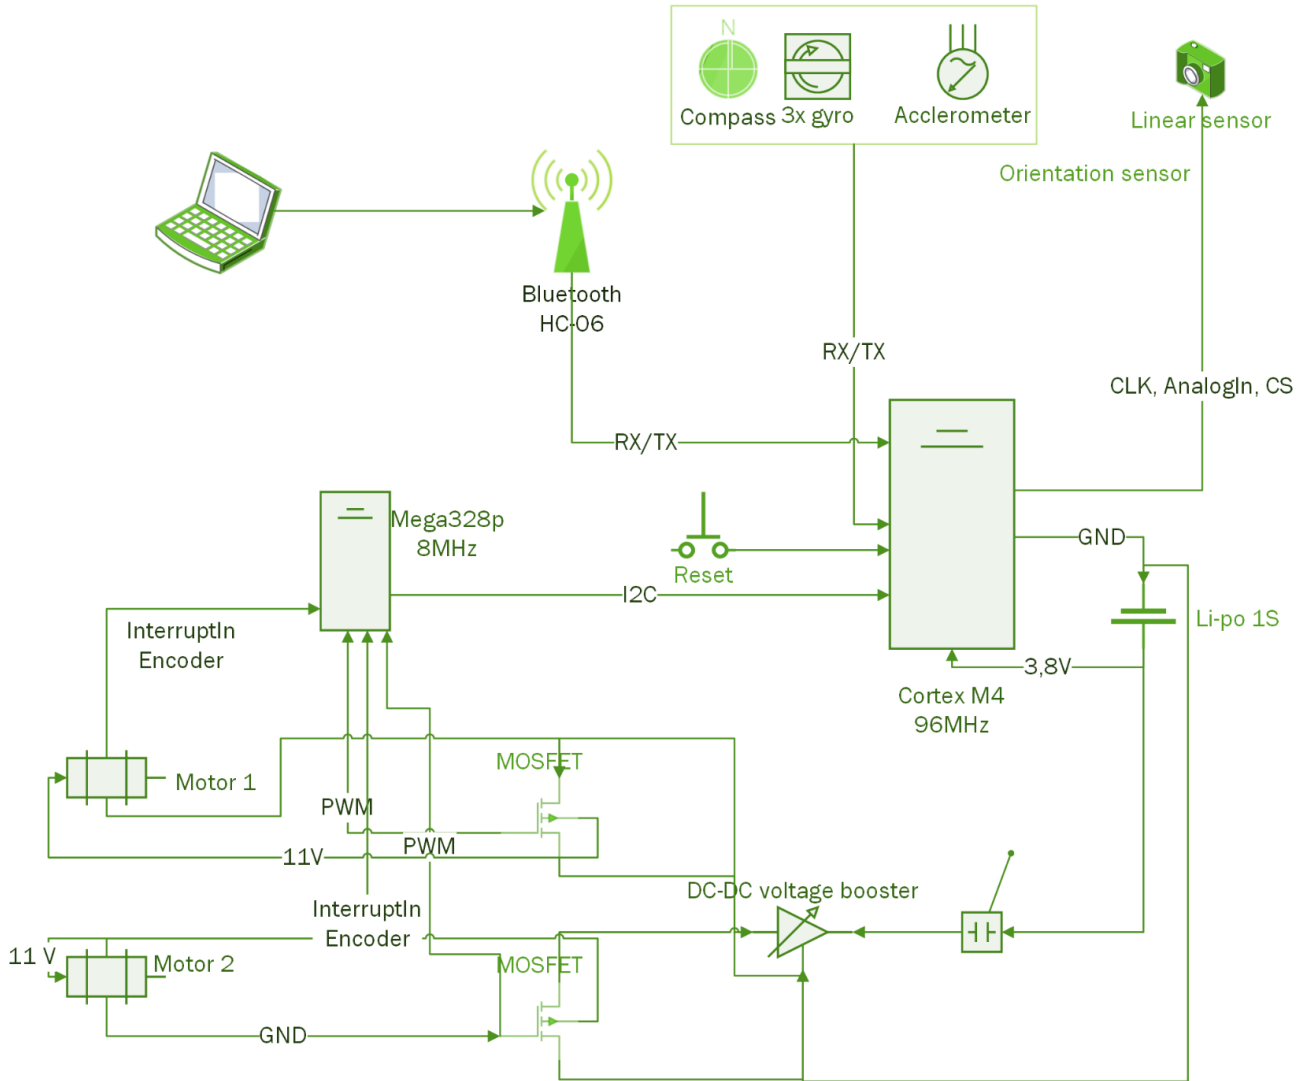 N
Compass
3x gyro
Acclerometer
Linear sensor
Orientation sensor
Bluetooth
HC-06
RX/TX
CLK, AnalogIn, CS
RX/TX
Mega328p
8MHz
Reset
GND
I2C
Li-po 1S
InterruptIn
Encoder
3,8V
Cortex M4
96MHz
MOSFET
Motor 1
PWM
PWM
11V
DC-DC voltage booster
InterruptIn
Encoder
11 V
Motor 2
MOSFET
GND